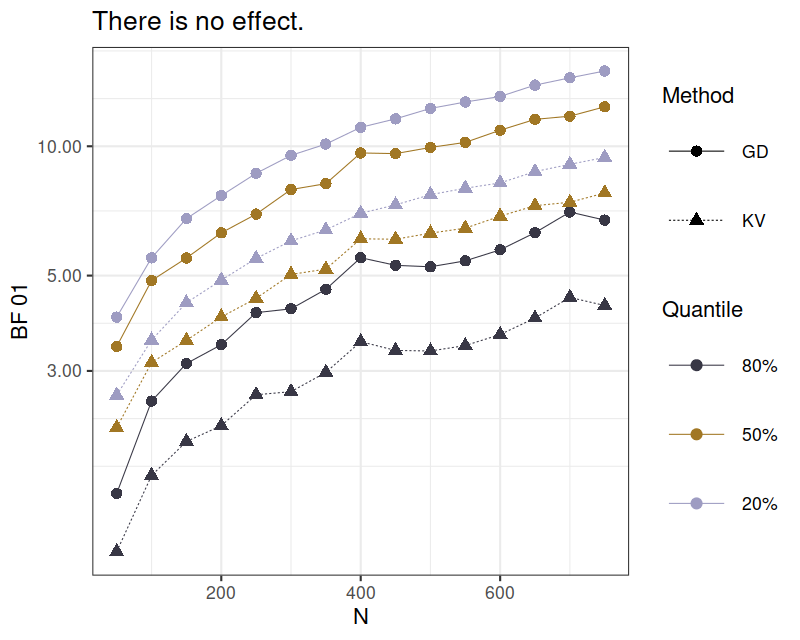 There is no effect.
BF 01
10.00
5.00
3.00
200
400
600
N
Method
GD
KV
Quantile
80%
50%
20%